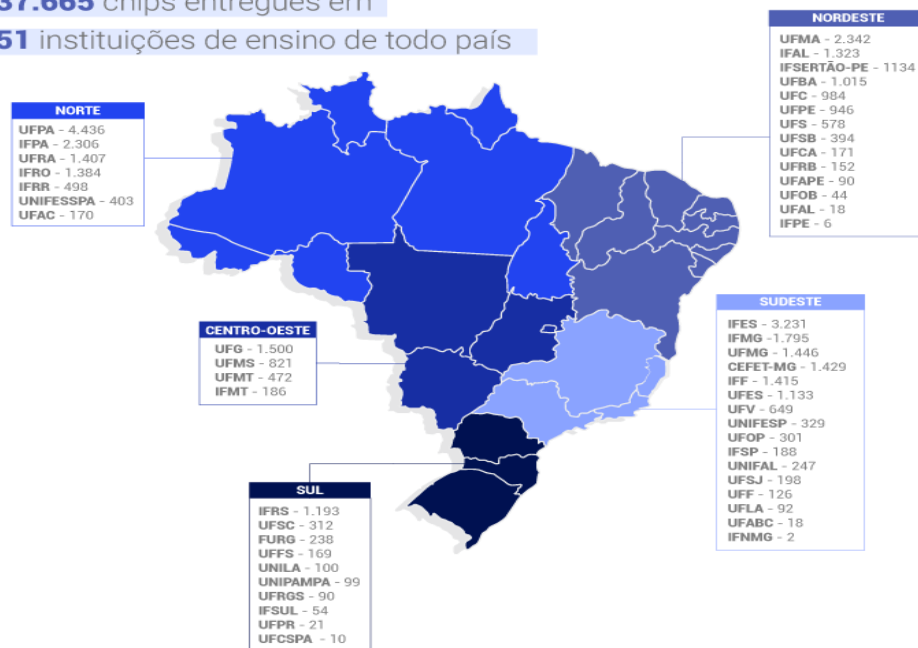 37.665 chips entregues em
51 instituições de ensino de todo país
NORTE
UFPA - 4.436
IFPA - 2.306
UFRA - 1.407
IFRO - 1.384
IFRR - 498
UNIFESSPA - 403
UFAC - 170
NORDESTE
UFMA - 2.342
IFAL - 1.323
IFSERTÃO-PE - 1134
UFBA - 1.015
UFC - 984
UFPE - 946
UFS - 578
UFSB - 394
UFCA - 171
UFRB - 152
UFAPE - 90
UFOB - 44
UFAL - 18
IFPE - 6
CENTRO-OESTE
UFG - 1.500
UFMS - 821
UFMT - 472
IFMT - 186
SUDESTE
IFES - 3.231
IFMG -1.795
UFMG - 1.446
CEFET-MG - 1.429
IFF - 1.415
UFES - 1.133
UFV - 649
UNIFESP - 329
UFOP - 301
IFSP - 188
UNIFAL - 247
UFSJ - 198
UFF - 126
UFLA - 92
UFABC - 18
IFNMG - 2
SUL
IFRS - 1.193
UFSC - 312
FURG - 238
UFFS - 169
UNILA - 100
UNIPAMPA - 99
UFRGS - 90
IFSUL - 54
UFPR - 21
UFCSPA - 10